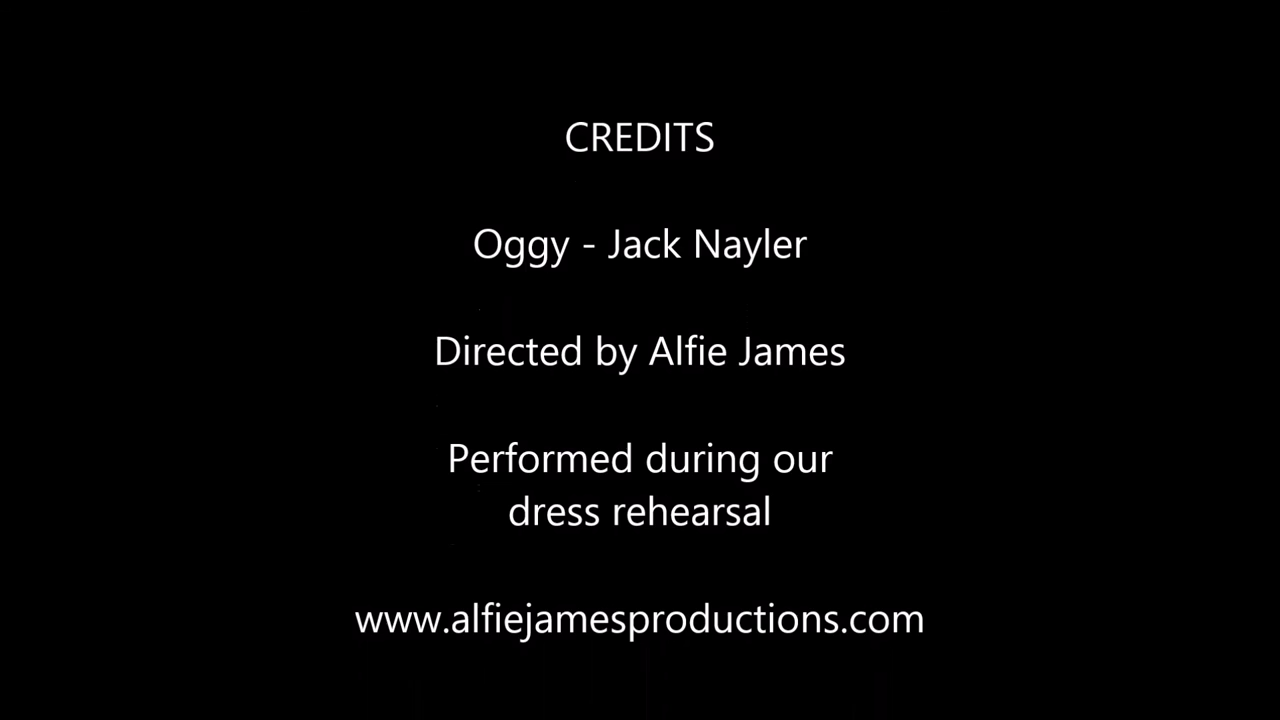 CREDITS
Oggy - Jack Nayler
Directed by Alfie James
Performed during our
dress rehearsal
www.alfiejamesproductions.com